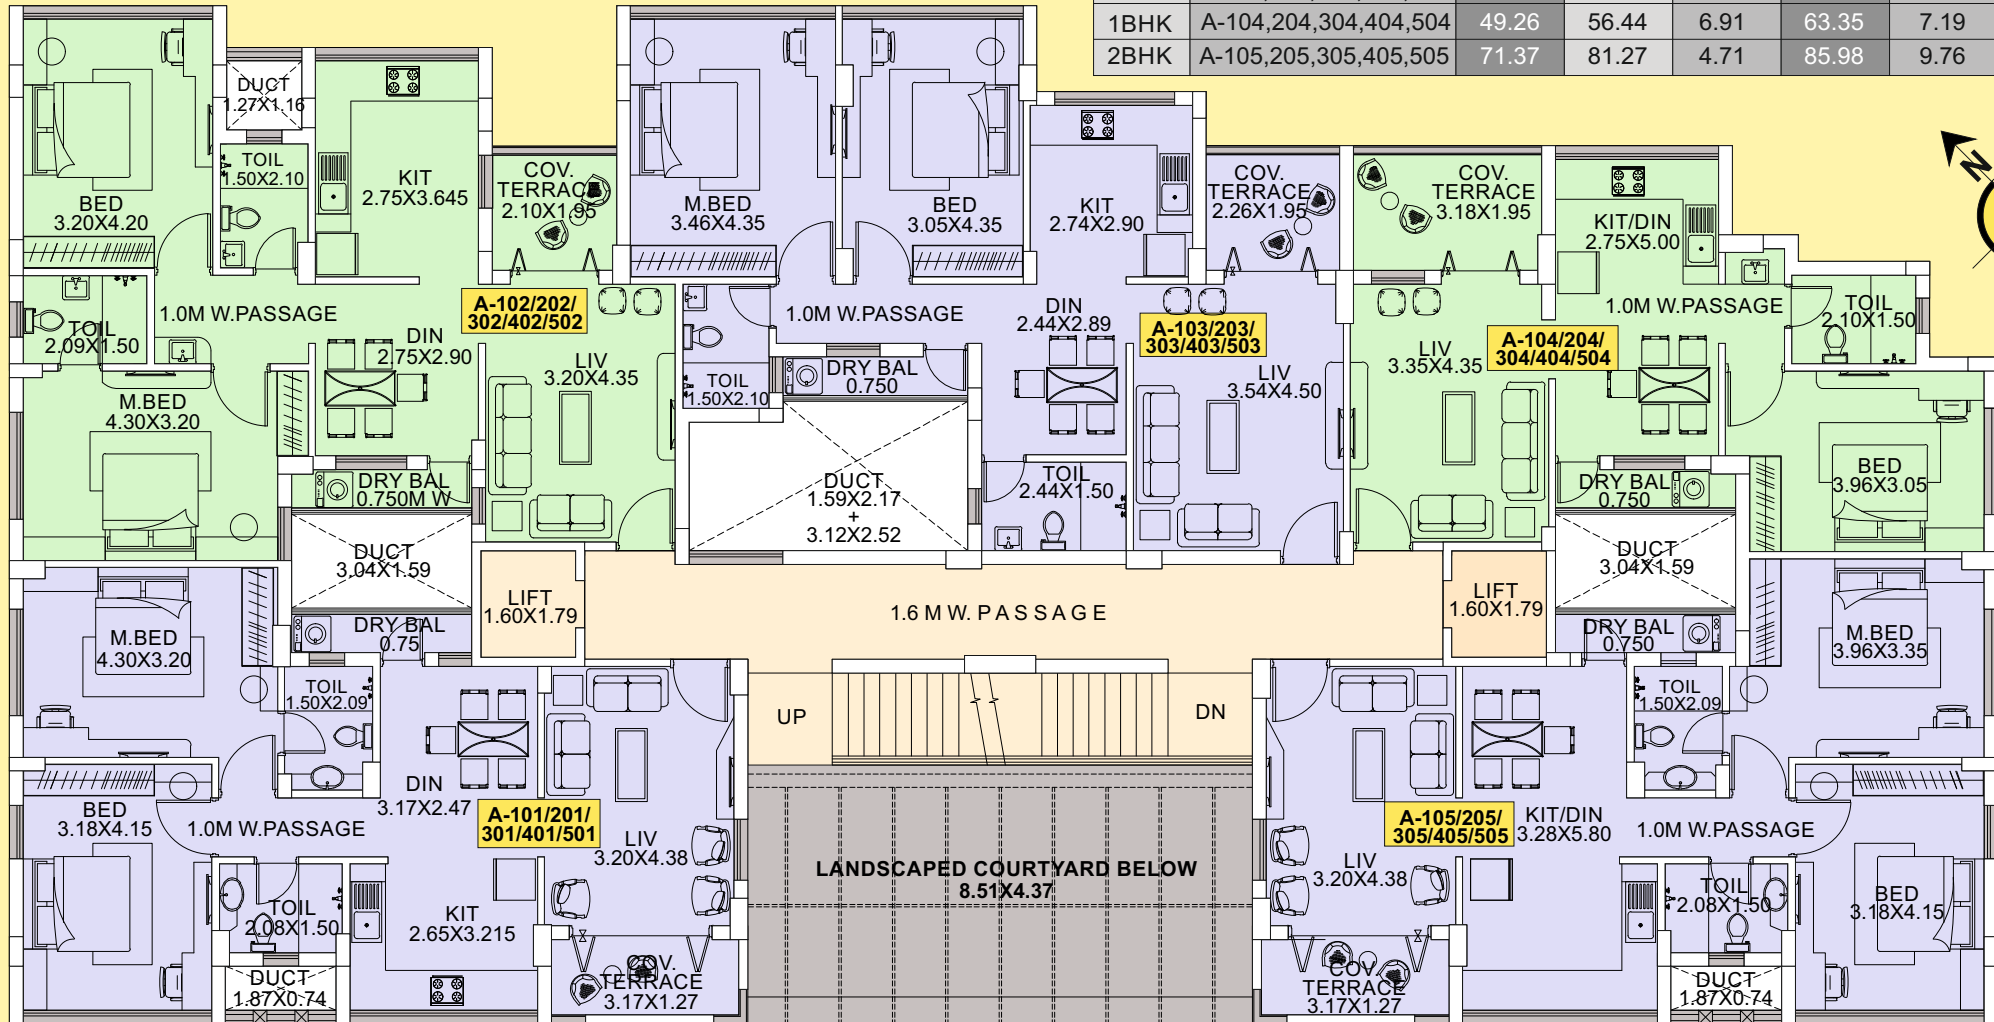 1BHK A-104,204,304,404,504 49.26 56.44 6.91 63.35 7.19
2BHK A-105,205,305,405,505 71.37 81.27 4.71 85.98 9.76
N
DUCT
1.27X1.16
TOIL
1.50X2.10
BED
3.20X4.20
KIT
2.75X3.645
COV.
TERRACE
2.10X1.95
M.BED
3.46X4.35
BED
3.05X4.35
KIT
2.74X2.90
COV.
TERRACE
2.26X1.95
COV.
TERRACE
3.18X1.95
KIT/DIN
2.75X5.00
TOIL
2.09X1.50
1.0M W.PASSAGE
DIN
2.75X2.90
A-102/202/
302/402/502
LIV
3.20X4.35
1.0M W.PASSAGE
DIN
2.44X2.89
A-103/203/
303/403/503
LIV
3.54X4.50
LIV
3.35X4.35
A-104/204/
304/404/504
1.0M W.PASSAGE
TOIL
2.10X1.50
M.BED
4.30X3.20
TOIL
1.50X2.10
DRY BAL
0.750
DRY BAL
0.750M W
DUCT
1.59X2.17
+
3.12X2.52
TOIL
2.44X1.50
DRY BAL
0.750
BED
3.96X3.05
DUCT
3.04X1.59
DUCT
3.04X1.59
LIFT
1.60X1.79
1.6 M W. PASSAGE
LIFT
1.60X1.79
M.BED
4.30X3.20
DRY BAL
0.75
DRY BAL
0.750
M.BED
3.96X3.35
TOIL
1.50X2.09
UP
DN
TOIL
1.50X2.09
BED
3.18X4.15
1.0M W.PASSAGE
DIN
3.17X2.47
A-101/201/
301/401/501
LIV
3.20X4.38
LANDSCAPED COURTYARD BELOW
8.51X4.37
LIV
3.20X4.38
A-105/205/
305/405/505
KIT/DIN
3.28X5.80
1.0M W.PASSAGE
TOIL
2.08X1.50
KIT
2.65X3.215
TOIL
2.08X1.50
BED
3.18X4.15
DUCT
1.87X0.74
COV.
TERRACE
3.17X1.27
COV.
TERRACE
3.17X1.27
DUCT
1.87X0.74